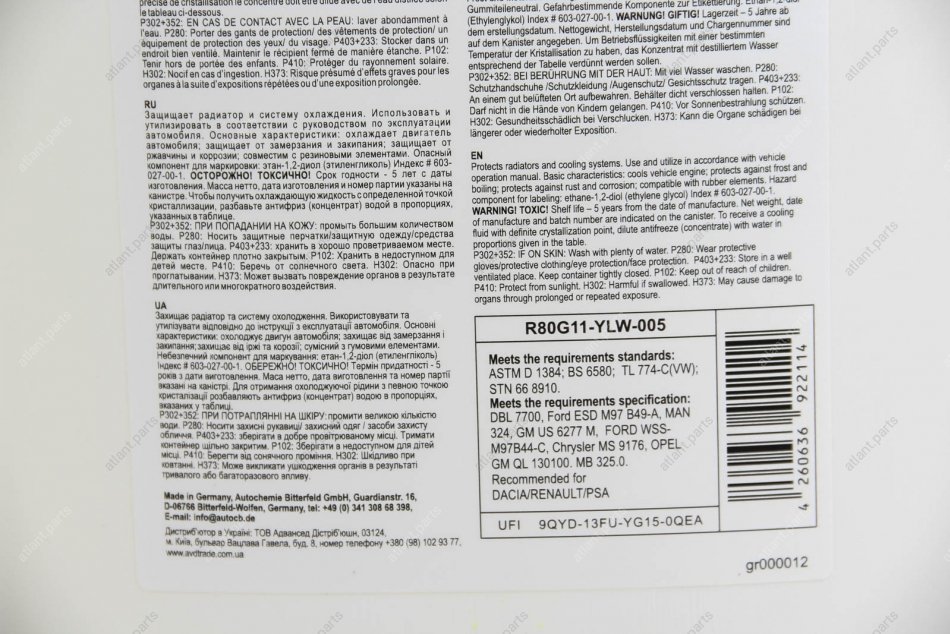 précise de cristallisation le concentré doit être dilué avec de l'eau distillée selon
le tableau ci-dessous.
P302+352: EN CAS DE CONTACT AVEC LA PEAU: laver abondamment à
l'eau. P280: Porter des gants de protection/ des vêtements de protection/ un
équipement de protection des yeux/ du visage. P403+233: Stocker dans un
endroit bien ventilé. Maintenir le récipient fermé de manière étanche. P102:
Tenir hors de portée des enfants. P410: Protéger du rayonnement solaire.
H302: Nocif en cas d'ingestion. H373: Risque présumé d'effets graves pour les
organes à la suite d'expositions répétées ou d'une exposition prolongée.
RU
Защищает радиатор и систему охлаждения. Использовать и
утилизировать в соответствии с руководством по эксплуатации
автомобиля. Основные характеристики: охлаждает двигатель
автомобиля; защищает от замерзания и закипания; защищает от
ржавчины и коррозии; совместим с резиновыми элементами. Опасный
компонент для маркировки: этан-1,2-диол (этиленгликоль) Индекс # 603-
027-00-1. ОСТОРОЖНО! ТОКСИЧНО! Срок годности - 5 лет с даты
изготовления. Масса нетто, дата изготовления и номер партии указаны на
канистре. Чтобы получить охлаждающую жидкость с определенной точкой
кристаллизации, разбавьте антифриз (концентрат) водой в пропорциях,
указанных в таблице.
P302+352: ПРИ ПОПАДАНИИ НА КОЖУ: промыть большим количеством
воды. P280: Носить защитные перчатки/защитную одежду/средства
защиты глаз/лица. P403+233: хранить в хорошо проветриваемом месте.
Держать контейнер плотно закрытым. P102: Хранить в недоступном для
детей месте. P410: Беречь от солнечного света. H302: Опасно при
проглатывании. H373: Может вызывать повреждение органов в результате
длительного или многократного воздействия.
UA
Захищає радіатор та систему охолодження. Використовувати та
утилізувати відповідно до інструкції з експлуатації автомобіля. Основні
характеристики: охолоджує двигун автомобіля; захищає від замерзання і
закипання; захищає від іржі та корозії; сумісний з гумовими елементами.
Небезпечний компонент для маркування: етан-1,2-діол (етиленгліколь)
Індекс # 603-027-00-1. ОБЕРЕЖНО! ТОКСИЧНО! Термін придатності - 5
років з дати виготовлення. Маса нетто, дата виготовлення та номер партії
вказані на каністрі. Для отримання охолоджуючої рідини з певною точкою
кристалізації розбавляють антифриз (концентрат) водою в пропорціях,
вказаних у таблиці.
P302+352: ПРИ ПОТРАПЛЯННІ НА ШКІРУ: промити великою кількістю
води. P280: Носити захисні рукавиці/ захисний одяг / засоби захисту
обличчя. P403+233: зберігати в добре провітрюваному місці. Тримати
контейнер щільно закритим. P102: Зберігати в недоступном для дітей
місці. P410: Берегти від сонячного проміння. H302: Шкідливо при
ковтанні. H373: Може викликати ушкодження органів в результаті
тривалого або багаторазового впливу.
Made in Germany, Autochemie Bitterfeld GmbH, Guardianstr. 16,
D-06766 Bitterfeld-Wolfen, Germany, tel: +49 (0) 341 308 68 398,
E-mail: info@autocb.de
Дистриб'ютор в Україні: ТОВ Адвансед Дістріб'юшн, 03124,
м. Київ, бульвар Вацлава Гавела, буд. 8, номер телефону +380 (98) 102 93 77,
www.avdtrade.com.ua
Gummiteileneutral. Gefahrbestimmende Komponente zur Etikettierung: Ethan-1,2-diol
(Ethylenglykol) Index # 603-027-00-1. WARNUNG! GIFTIG! Lagerzeit – 5 Jahre ab
dem erstellungsdatum. Nettogewicht, Herstellungsdatum und Chargennummer sind
auf dem Kanister angegeben. Um Betriebsflüssigkeiten mit einer bestimmten
Temperatur der Kristallisation zu haben, das Konzentrat mit destilliertem Wasser
entsprechend der Tabelle verdünnt werden sollen.
P302+352: BEI BERÜHRUNG MIT DER HAUT: Mit viel Wasser waschen. P280:
Schutzhandschuhe /Schutzkleidung /Augenschutz/ Gesichtsschutz tragen. P403+233:
An einem gut belüfteten Ort aufbewahren. Behälter dicht verschlossen halten. P102:
Darf nicht in die Hände von Kindern gelangen. P410: Vor Sonnenbestrahlung schützen.
H302: Gesundheitsschädlich bei Verschlucken. H373: Kann die Organe schädigen bei
längerer oder wiederholter Exposition.
EN
Protects radiators and cooling systems. Use and utilize in accordance with vehicle
operation manual. Basic characteristics: cools vehicle engine; protects against frost and
boiling; protects against rust and corrosion; compatible with rubber elements. Hazard
component for labeling: ethane-1,2-diol (ethylene glycol) Index # 603-027-00-1.
WARNING! TOXIC! Shelf life – 5 years from the date of manufacture. Net weight, date
of manufacture and batch number are indicated on the canister. To receive a cooling
fluid with definite crystallization point, dilute antifreeze (concentrate) with water in
proportions given in the table.
P302+352: IF ON SKIN: Wash with plenty of water. P280: Wear protective
gloves/protective clothing/eye protection/face protection. P403+233: Store in a well
ventilated place. Keep container tightly closed. P102: Keep out of reach of children.
P410: Protect from sunlight. H302: Harmful if swallowed. H373: May cause damage to
organs through prolonged or repeated exposure.
R80G11-YLW-005
Meets the requirements standards:
ASTM D 1384; BS 6580; TL 774-C(VW);
STN 66 8910.
Meets the requirements specification:
DBL 7700, Ford ESD M97 B49-A, MAN
324, GM US 6277 M, FORD WSS-
M97B44-C, Chrysler MS 9176, OPEL
GM QL 130100. MB 325.0.
Recommended for
DACIA/RENAULT/PSA
UFI 9QYD-13FU-YG15-0QEA
4 260636 922114
gr000012
atlant.parts